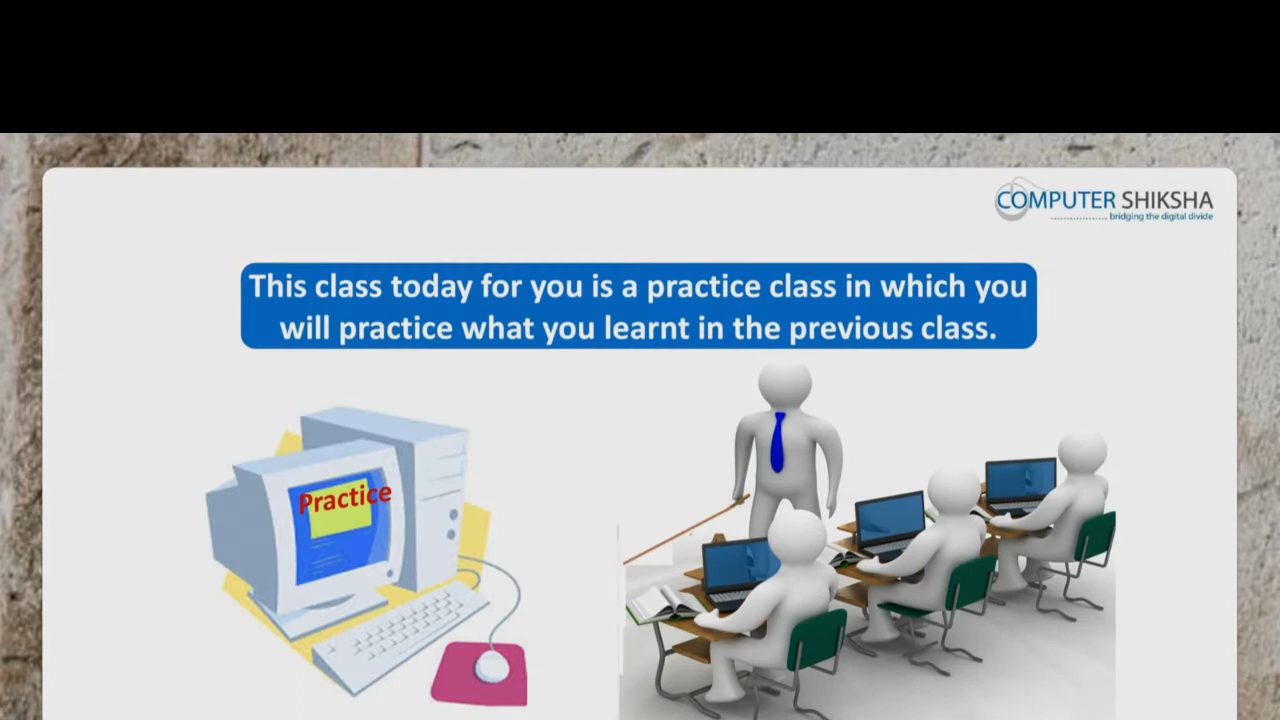 COMPUTER SHIKSHA
bridging the digital divide
This class today for you is a practice class in which you
will practice what you learnt in the previous class.
Practice